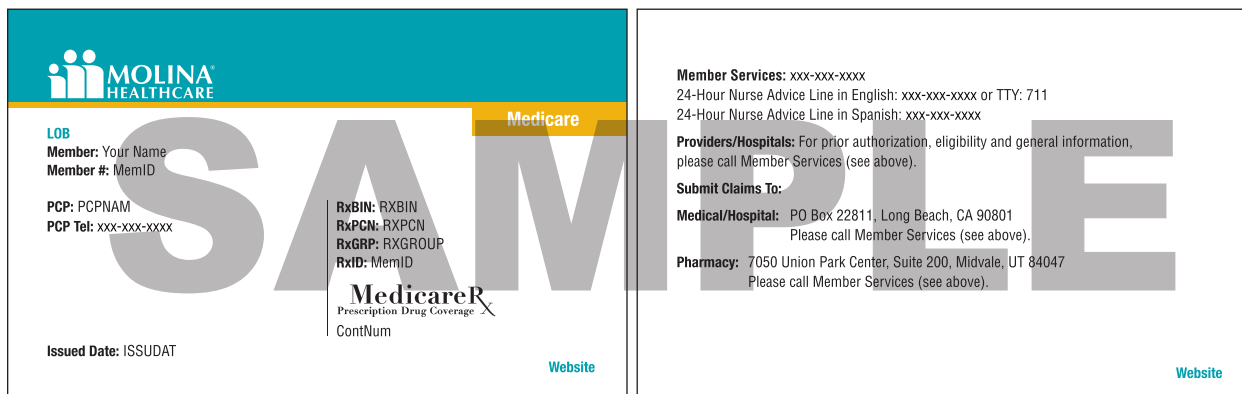 MOLINA®
HEALTHCARE
Medicare
LOB
Member: Your Name
Member #: MemID
PCP: PCPNAM
PCP Tel: xxx-xxx-xxxx
RxBIN: RXBIN
RxPCN: RXPCN
RxGRP: RXGROUP
RxID: MemID
MedicareRx
Prescription Drug Coverage
ContNum
Issued Date: ISSUDAT
Website
Member Services: xxx-xxx-xxxx
24-Hour Nurse Advice Line in English: xxx-xxx-xxxx or TTY: 711
24-Hour Nurse Advice Line in Spanish: xxx-xxx-xxxx
Providers/Hospitals: For prior authorization, eligibility and general information,
please call Member Services (see above).
Submit Claims To:
Medical/Hospital: PO Box 22811, Long Beach, CA 90801
Please call Member Services (see above).
Pharmacy: 7050 Union Park Center, Suite 200, Midvale, UT 84047
Please call Member Services (see above).
Website
SAMPLE